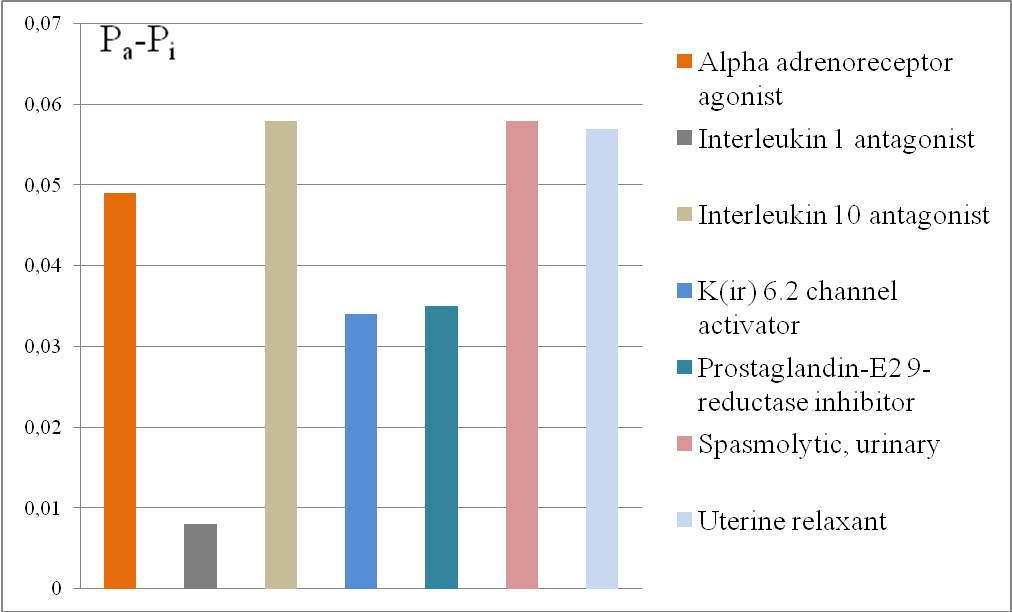 0,07
0,06
0,05
0,04
0,03
0,02
0,01
0
Pa-Pi
Alpha adrenoreceptor
agonist
Interleukin 1 antagonist
Interleukin 10 antagonist
K(ir) 6.2 channel
activator
Prostaglandin-E2 9-
reductase inhibitor
Spasmolytic, urinary
Uterine relaxant